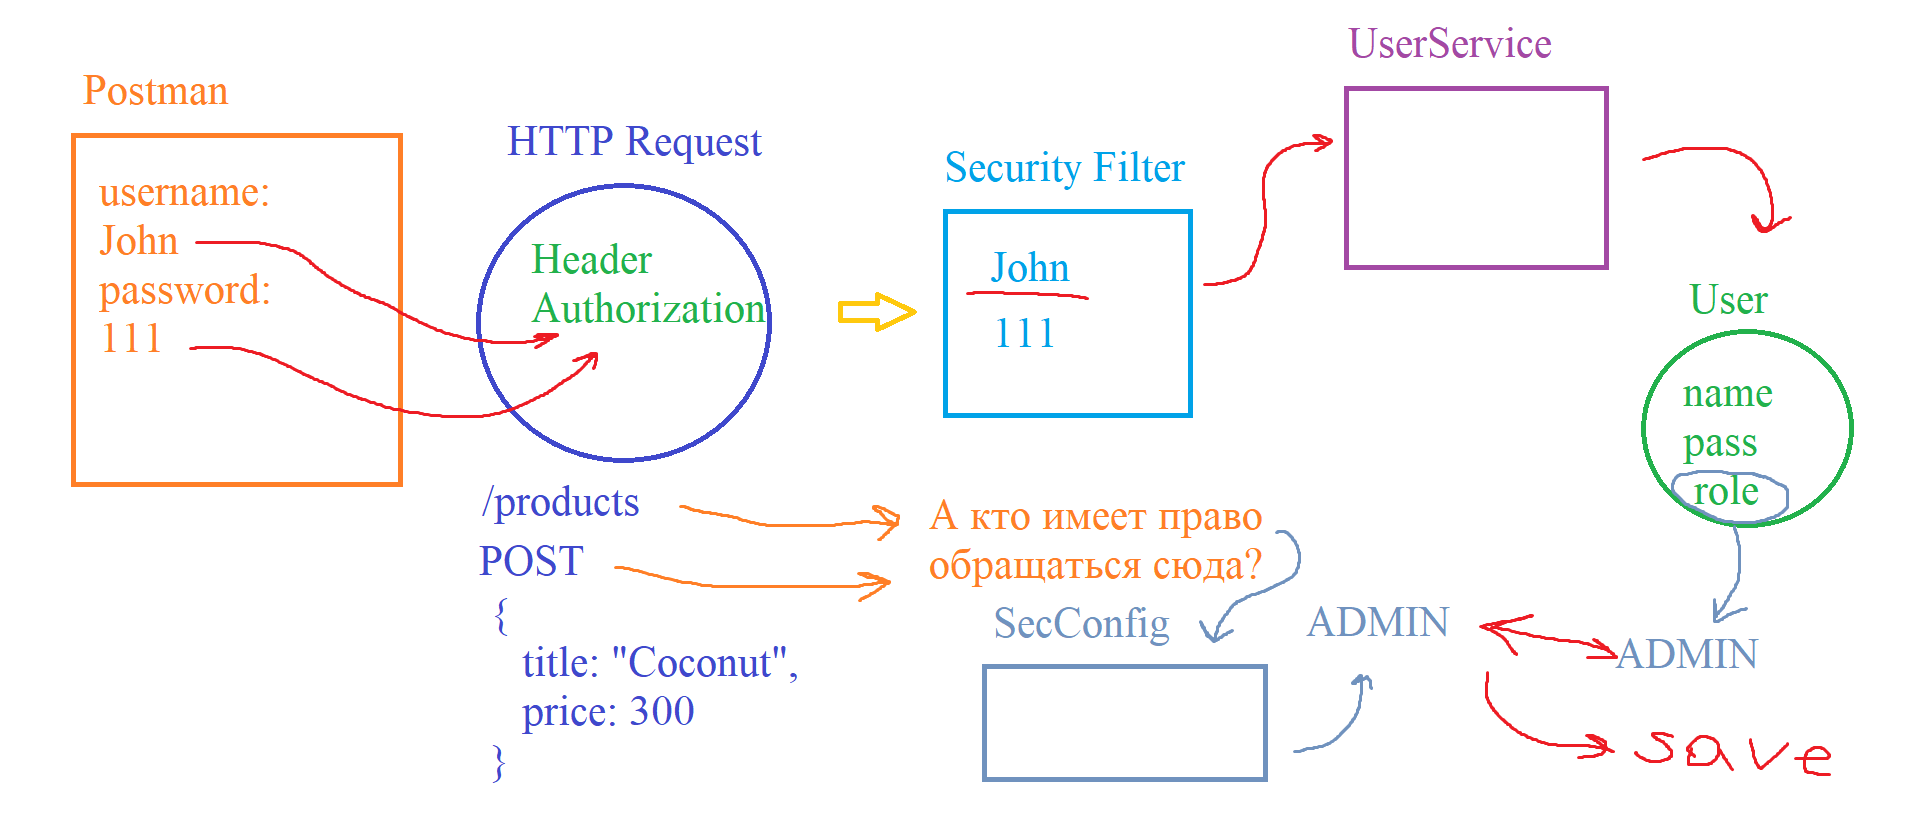 Postman
username:
John
password:
111
HTTP Request
Header
Authorization
/products
POST
{
title: "Coconut",
price: 300
}
Security Filter
John
111
UserService
User
name
pass
role
А кто имеет право
обращаться сюда?
SecConfig
ADMIN
ADMIN
save